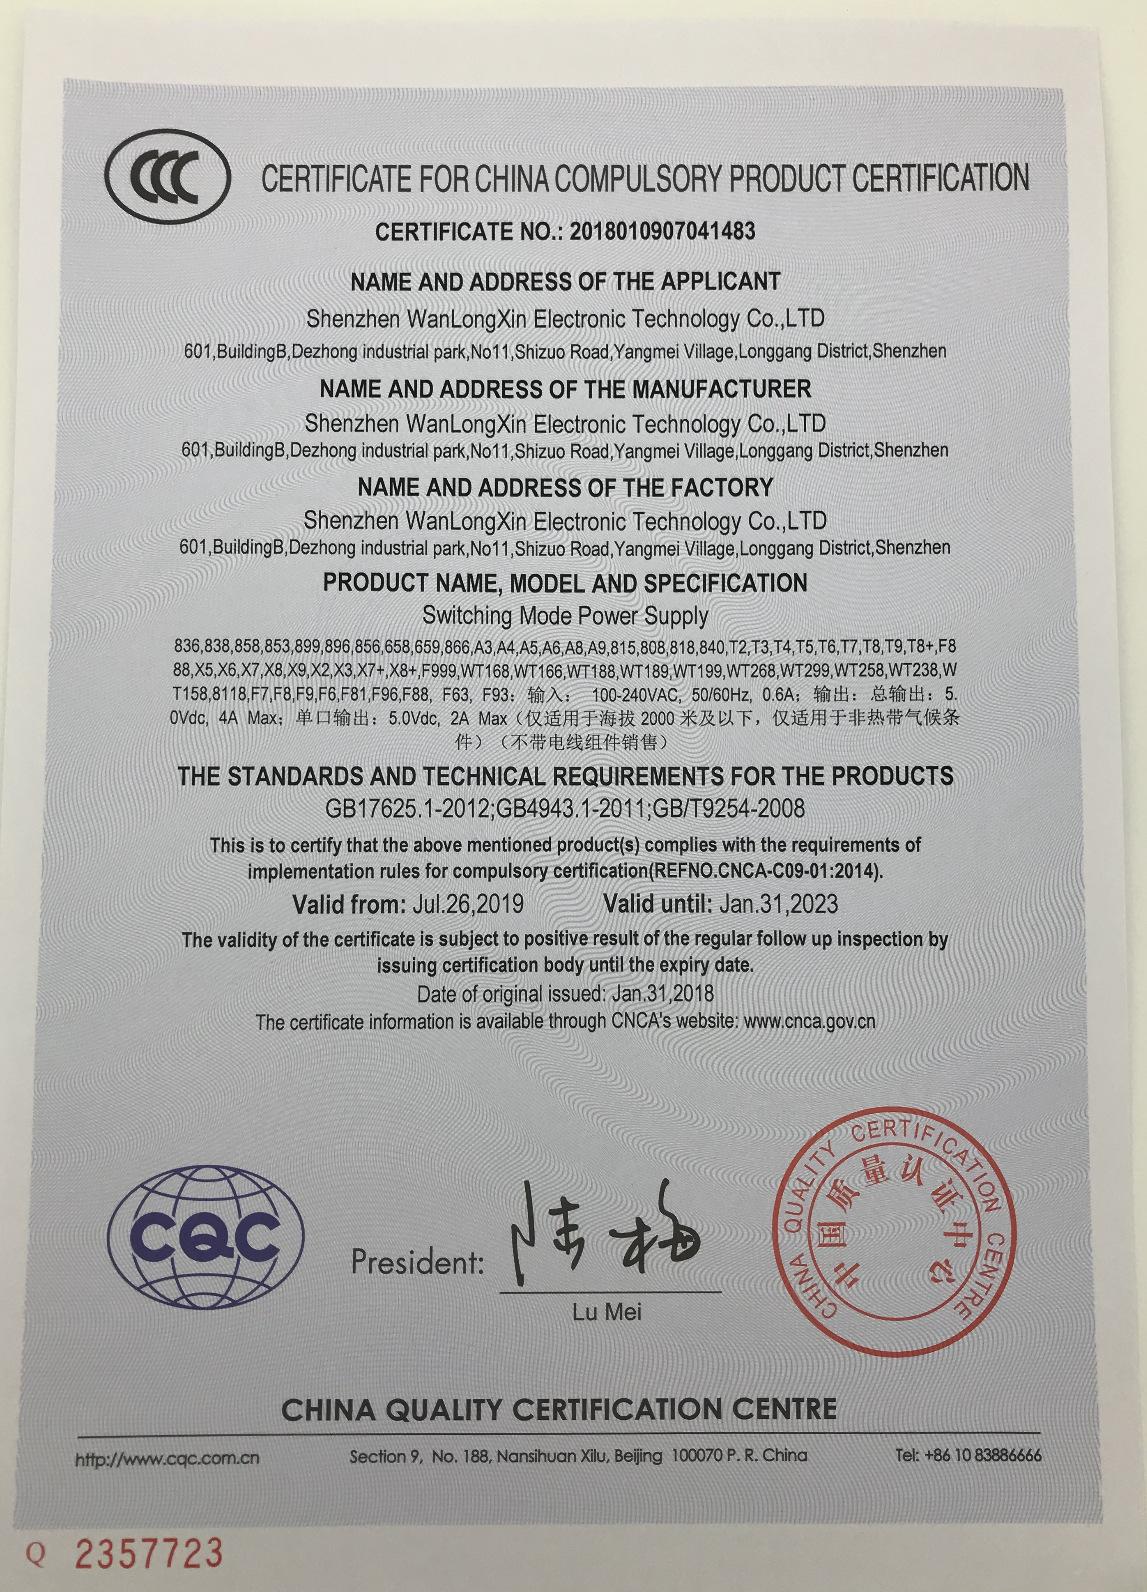 CCC
CERTIFICATE FOR CHINA COMPULSORY PRODUCT CERTIFICATION
CERTIFICATE NO.: 2018010907041483
NAME AND ADDRESS OF THE APPLICANT
Shenzhen WanLongXin Electronic Technology Co.,LTD
601,BuildingB,Dezhong industrial park,No11,Shizuo Road,Yangmei Village,Longgang District,Shenzhen
NAME AND ADDRESS OF THE MANUFACTURER
Shenzhen WanLongXin Electronic Technology Co.,LTD
601,BuildingB,Dezhong industrial park,No11,Shizuo Road,Yangmei Village,Longgang District,Shenzhen
NAME AND ADDRESS OF THE FACTORY
Shenzhen WanLongXin Electronic Technology Co.,LTD
601,BuildingB,Dezhong industrial park,No11,Shizuo Road,Yangmei Village,Longgang District,Shenzhen
PRODUCT NAME, MODEL AND SPECIFICATION
Switching Mode Power Supply
836,838,858,853,899,896,856,658,659,866,A3,A4,A5,A6,A8,A9,815,808,818,840,T2,T3,T4,T5,T6,T7,T8,T9,T8+,F8
88,X5,X6,X7,X8,X9,X2,X3,X7+,X8+,F999,WT168,WT166,WT188,WT189,WT199,WT268,WT299,WT258,WT238,W
T158,8118,F7,F8,F9,F6,F81,F96,F88, F63, F93：输入： 100-240VAC, 50/60Hz, 0.6A；输出：总输出：5.
0Vdc, 4A Max；单口输出：5.0Vdc, 2A Max（仅适用于海拔 2000 米及以下，仅适用于非热带气候条
件）（不带电线组件销售）
THE STANDARDS AND TECHNICAL REQUIREMENTS FOR THE PRODUCTS
GB17625.1-2012;GB4943.1-2011;GB/T9254-2008
This is to certify that the above mentioned product(s) complies with the requirements of
implementation rules for compulsory certification(REFNO.CNCA-C09-01:2014).
Valid from: Jul.26,2019 Valid until: Jan.31,2023
The validity of the certificate is subject to positive result of the regular follow up inspection by
issuing certification body until the expiry date.
Date of original issued: Jan.31,2018
The certificate information is available through CNCA's website: www.cnca.gov.cn
CHINA QUALITY CERTIFICATION CENTRE
中国质量认证中心
CQC
President: 陆梅
Lu Mei
CHINA QUALITY CERTIFICATION CENTRE
http://www.cqc.com.cn Section 9, No. 188, Nansihuan Xilu, Beijing 100070 P. R. China Tel: +86 10 83886666
Q 2357723